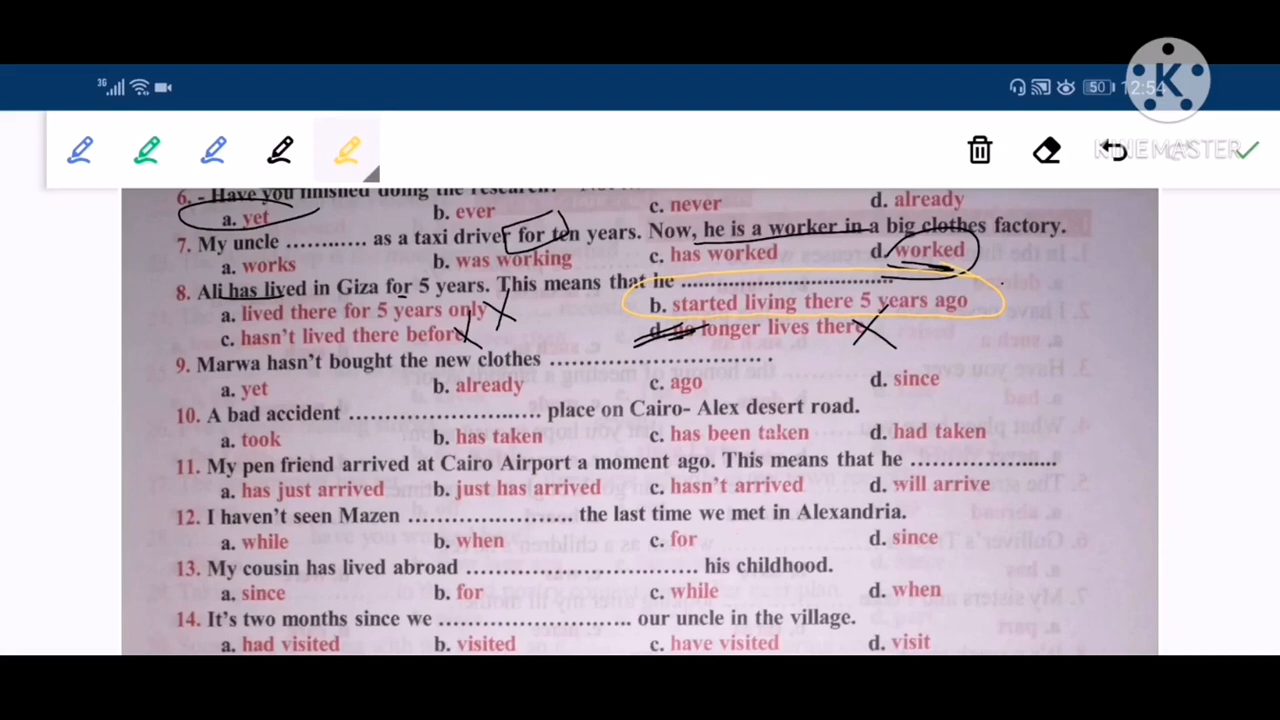 3G 50 12:54
K
KINEMASTER
6. - Have you finished doing the research?
a. yet b. ever c. never d. already
7. My uncle ............ as a taxi driver for ten years. Now, he is a worker in a big clothes factory.
a. works b. was working c. has worked d. worked
8. Ali has lived in Giza for 5 years. This means that he ................................
a. lived there for 5 years only b. started living there 5 years ago
c. hasn't lived there before d. no longer lives there
9. Marwa hasn't bought the new clothes ................................ .
a. yet b. already c. ago d. since
10. A bad accident ............................ place on Cairo- Alex desert road.
a. took b. has taken c. has been taken d. had taken
11. My pen friend arrived at Cairo Airport a moment ago. This means that he .....................
a. has just arrived b. just has arrived c. hasn't arrived d. will arrive
12. I haven't seen Mazen ......................... the last time we met in Alexandria.
a. while b. when c. for d. since
13. My cousin has lived abroad ................................. his childhood.
a. since b. for c. while d. when
14. It's two months since we ............................ our uncle in the village.
a. had visited b. visited c. have visited d. visit